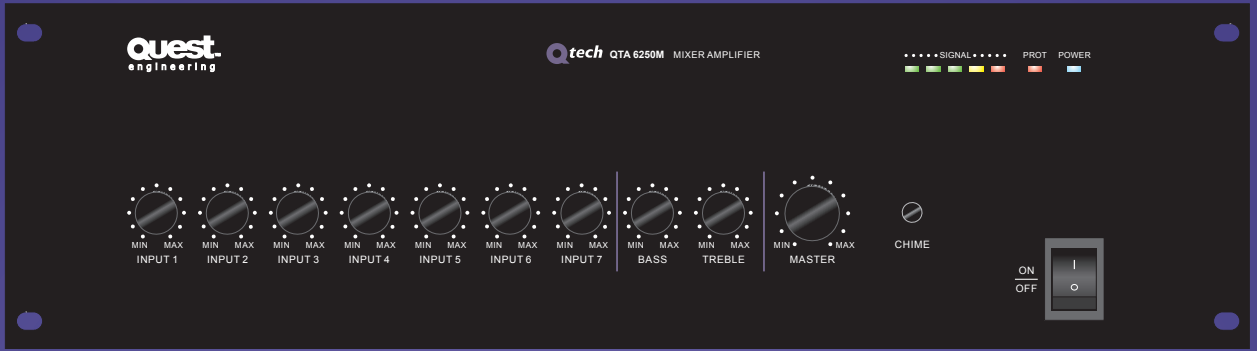 Quest
engineering
Qtech QTA 6250M MIXER AMPLIFIER
SIGNAL PROT POWER
MIN MAX MIN MAX MIN MAX MIN MAX MIN MAX MIN MAX MIN MAX MIN MAX MIN MAX MIN MAX
INPUT 1 INPUT 2 INPUT 3 INPUT 4 INPUT 5 INPUT 6 INPUT 7 BASS TREBLE MASTER
CHIME
ON
OFF
I
O